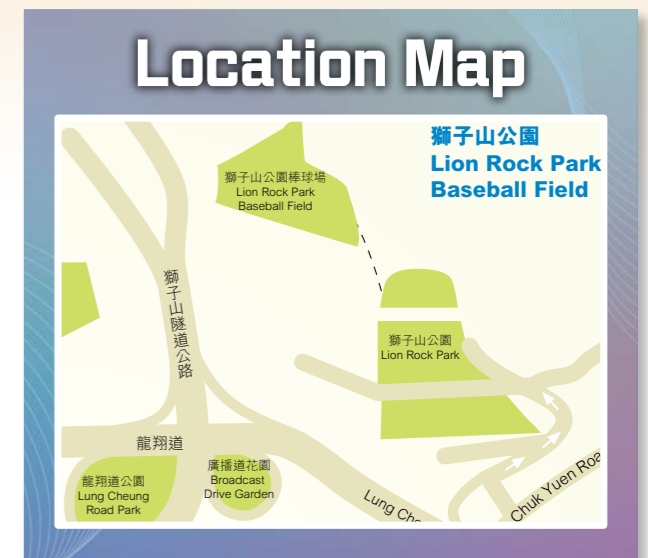 Location Map
獅子山公園
Lion Rock Park
Baseball Field
獅子山公園棒球場
Lion Rock Park
Baseball Field
獅子山隧道公路
獅子山公園
Lion Rock Park
龍翔道
龍翔道公園
Lung Cheung
Road Park
廣播道花園
Broadcast
Drive Garden
Lung
Chuk Yuen